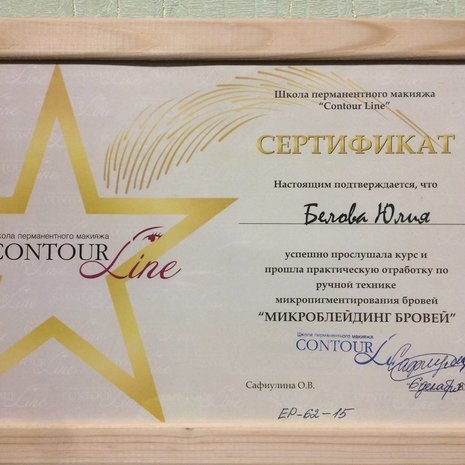 Школа перманентного макияжа
"Contour Line"
СЕРТИФИКАТ
Настоящим подтверждается, что
Белова Юлия
успешно прослушала курс и
прошла практическую отработку по
ручной технике
микропигментирования бровей
"МИКРОБЛЕЙДИНГ БРОВЕЙ"
Школа перманентного макияжа
CONTOUR
Сафиулина О.В.
ЕР-62-15
кола перманентного макияжа
CONTOUR
Line